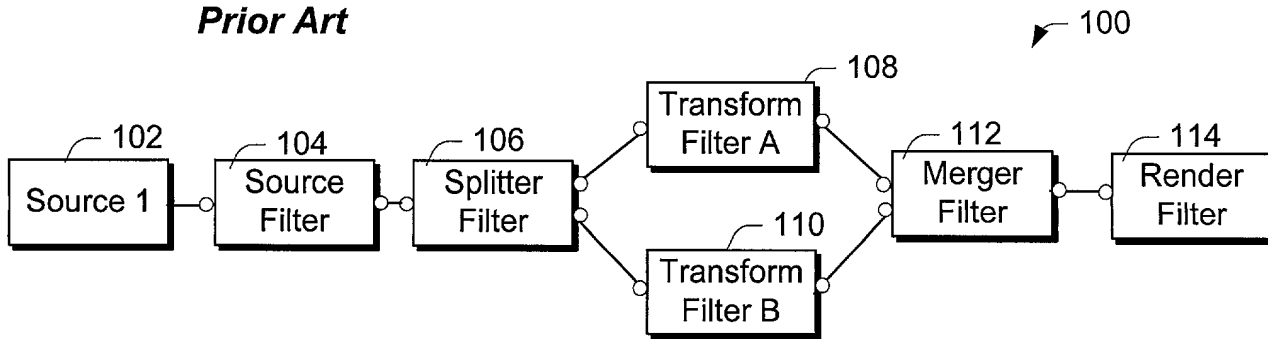 Prior Art
100
102
Source 1
104
Source
Filter
106
Splitter
Filter
108
Transform
Filter A
110
Transform
Filter B
112
Merger
Filter
114
Render
Filter